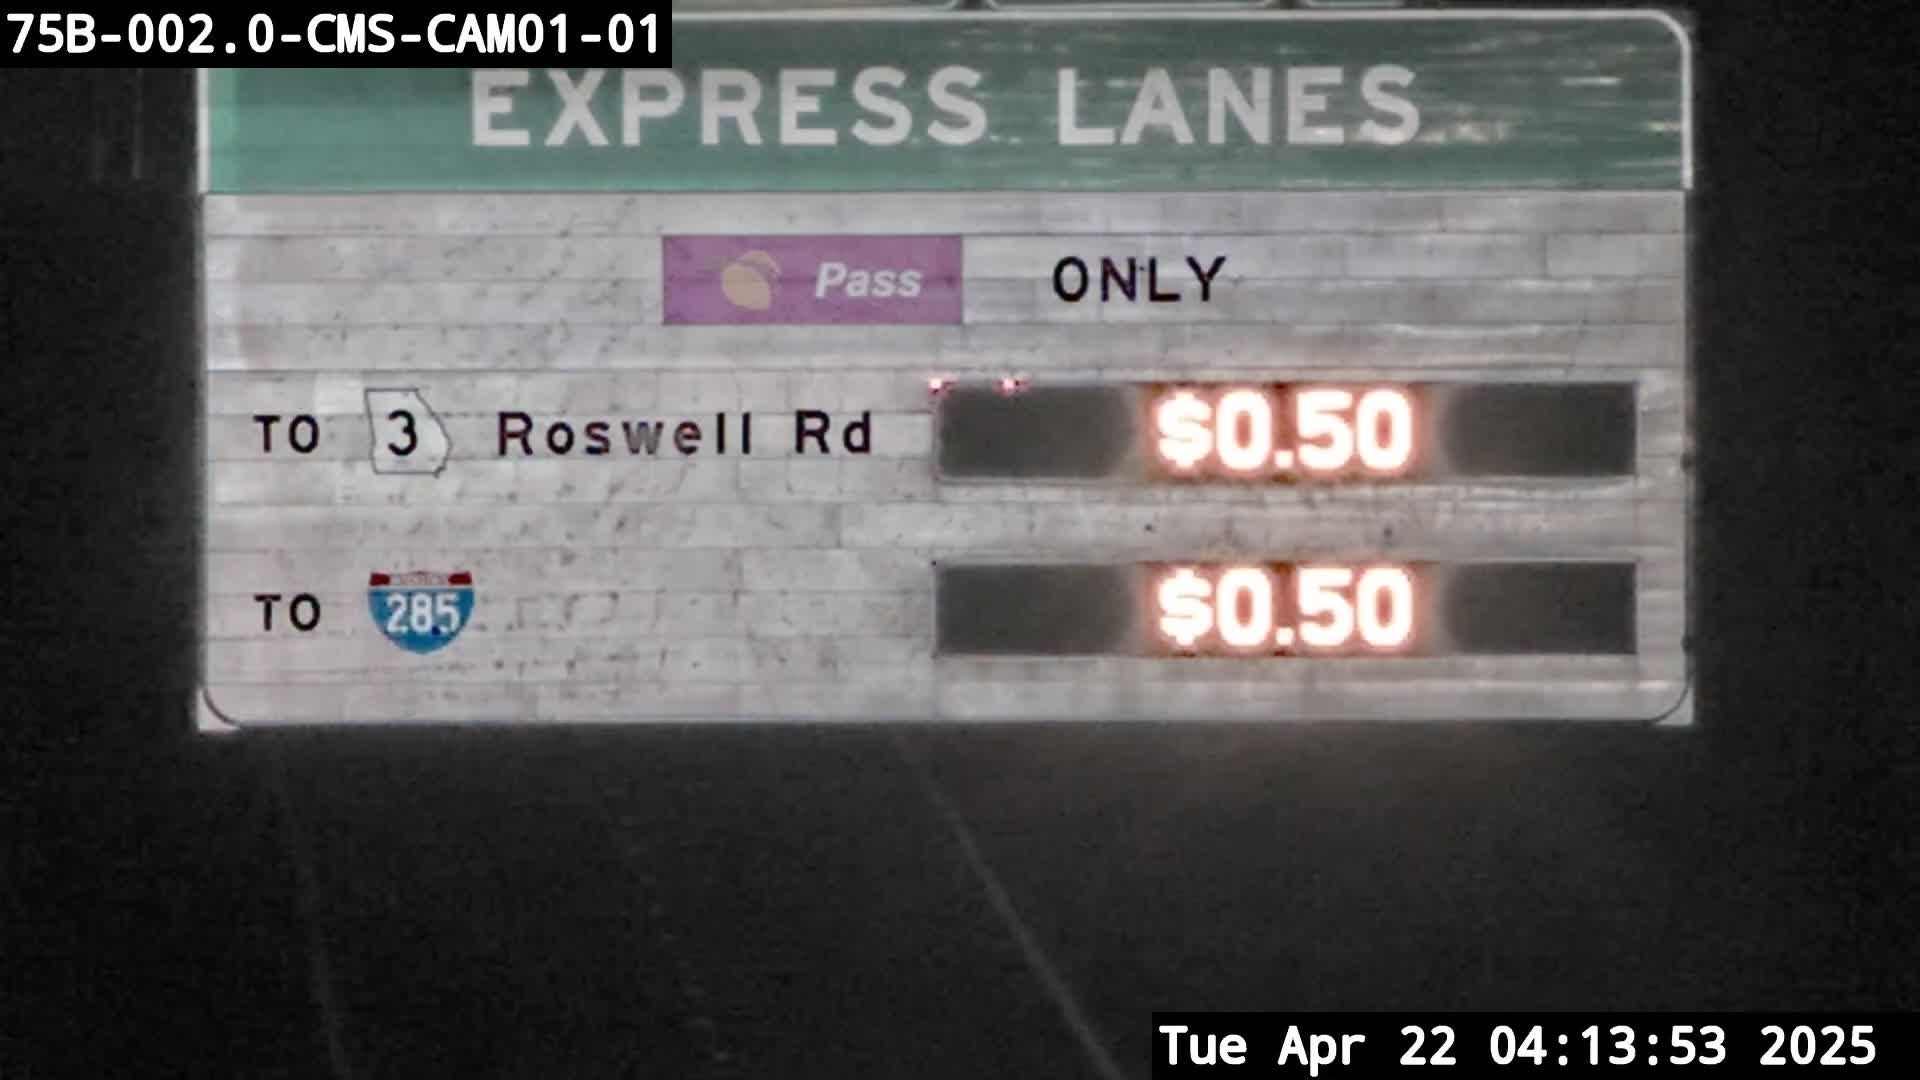 75B-002.0-CMS-CAM01-01
EXPRESS LANES
Pass ONLY
TO 3 Roswell Rd $0.50
TO 285 $0.50
Tue Apr 22 04:13:53 2025